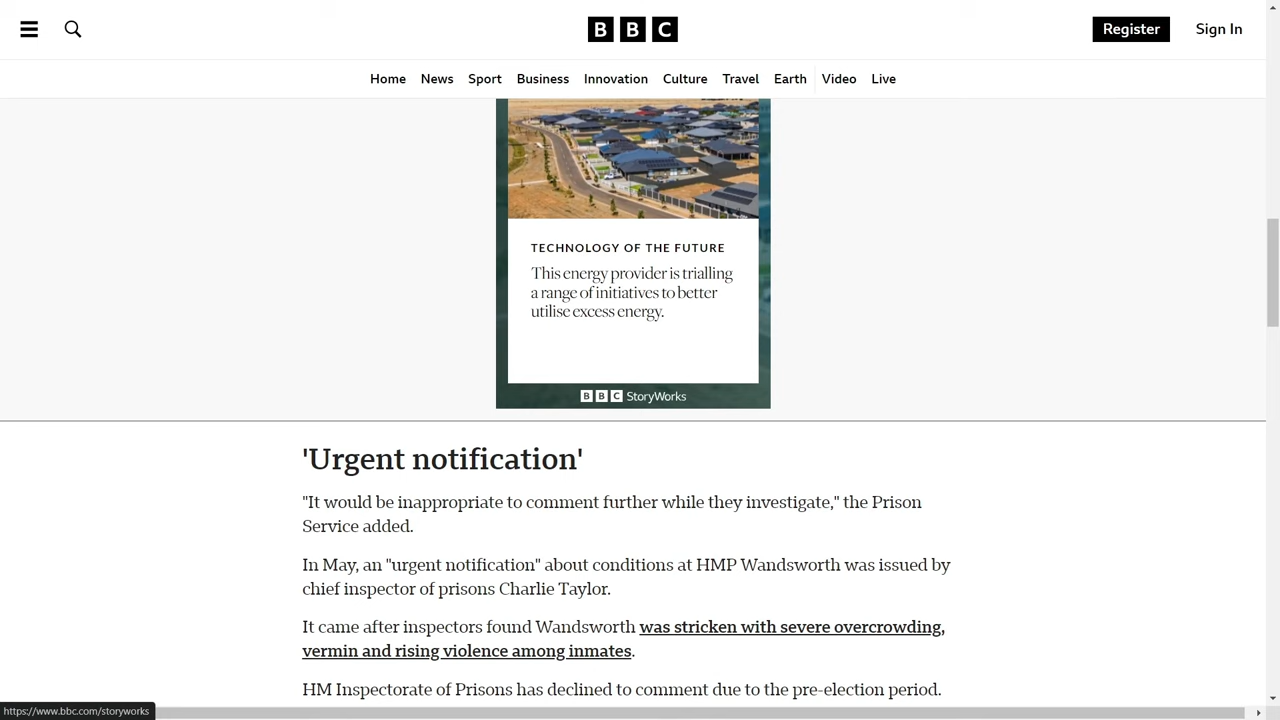 BBC
Register
Sign In
Home
News
Sport
Business
Innovation
Culture
Travel
Earth
Video
Live
TECHNOLOGY OF THE FUTURE
This energy provider is trialling
a range of initiatives to better
utilise excess energy.
BBC StoryWorks
'Urgent notification'
"It would be inappropriate to comment further while they investigate," the Prison
Service added.
In May, an "urgent notification" about conditions at HMP Wandsworth was issued by
chief inspector of prisons Charlie Taylor.
It came after inspectors found Wandsworth was stricken with severe overcrowding,
vermin and rising violence among inmates.
HM Inspectorate of Prisons has declined to comment due to the pre-election period.
https://www.bbc.com/storyworks